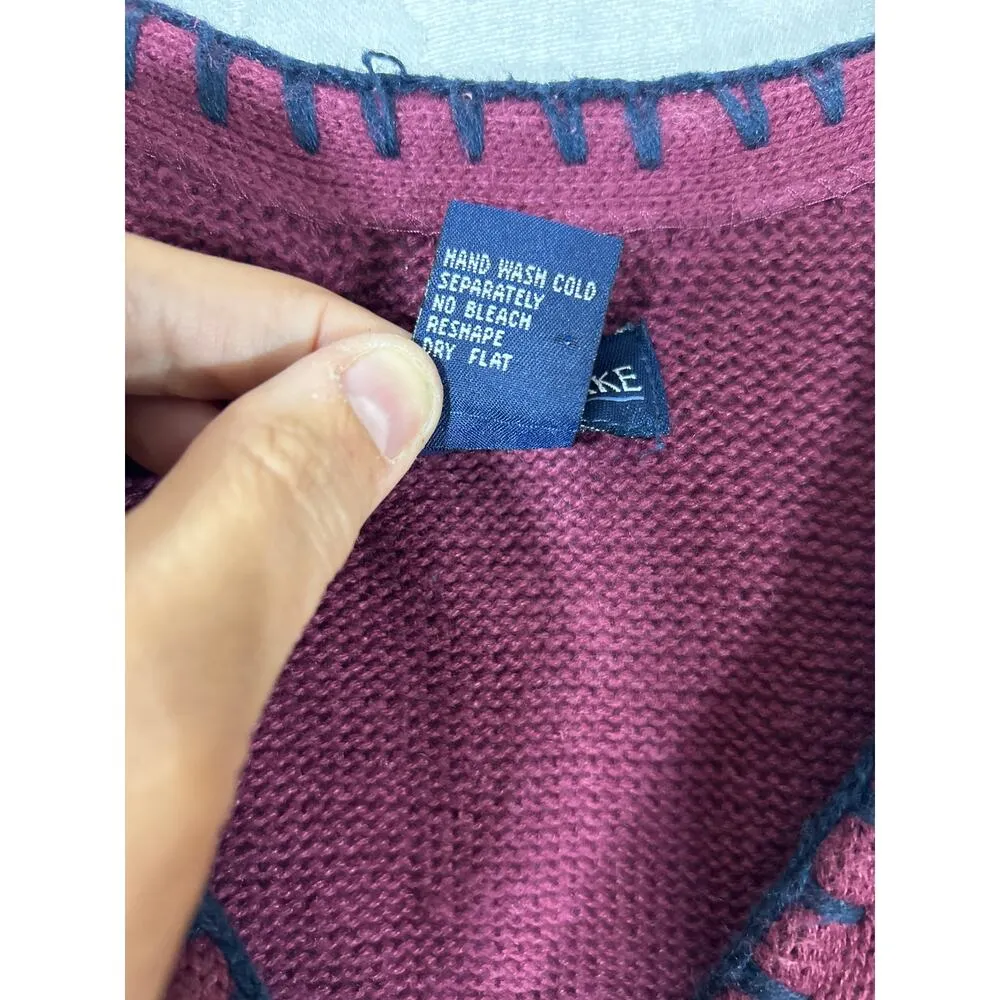 HAND WASH COLD
SEPARATELY
NO BLEACH
RESHAPE
DRY FLAT